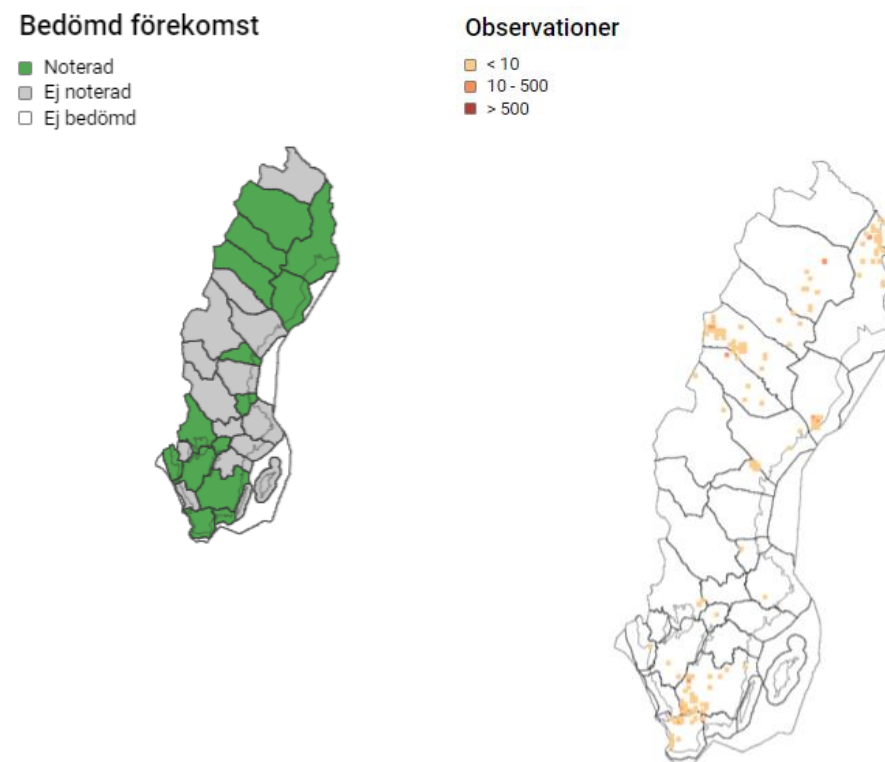 Bedömd förekomst
Noterad
Ej noterad
Ej bedömd
Observationer
< 10
10 - 500
> 500